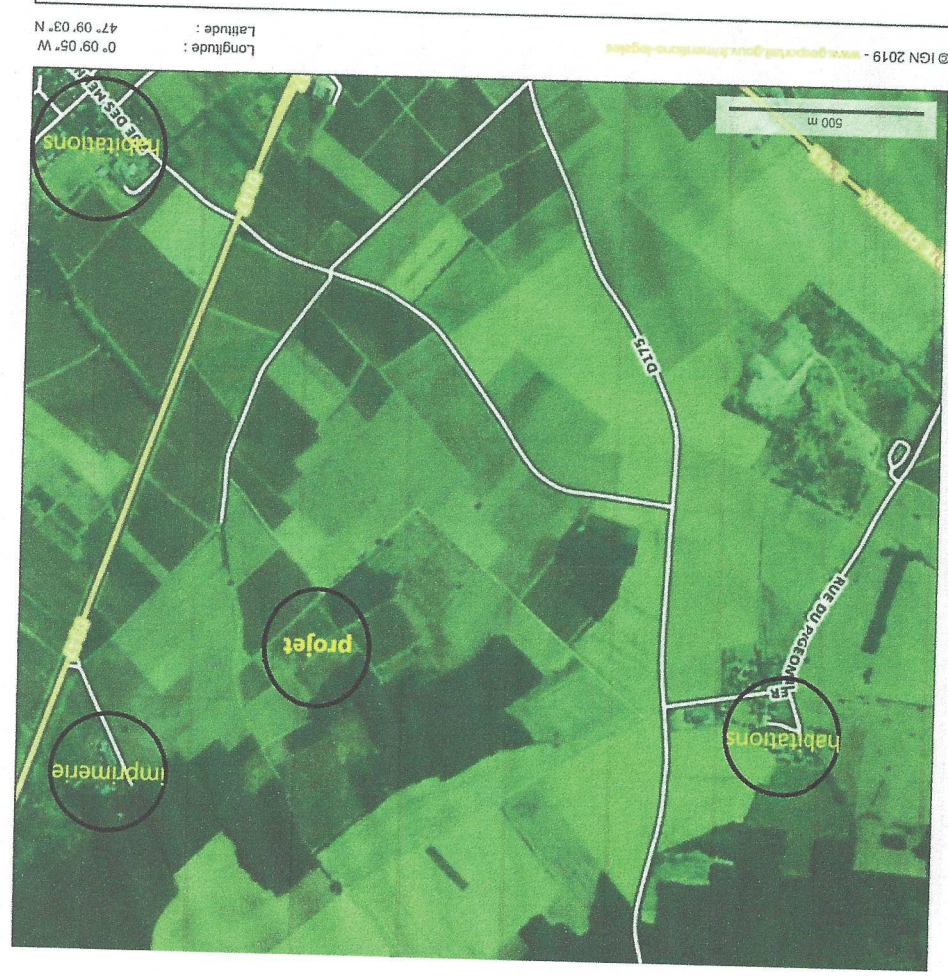 imprimerie
habitations
projet
RUE DU PIGEONNIER
D175
habitations
500 m
© IGN 2019 - www.geoportail.gouv.fr/mentions-legales
Longitude : 0° 09' 05" W
Latitude : 47° 09' 03" N